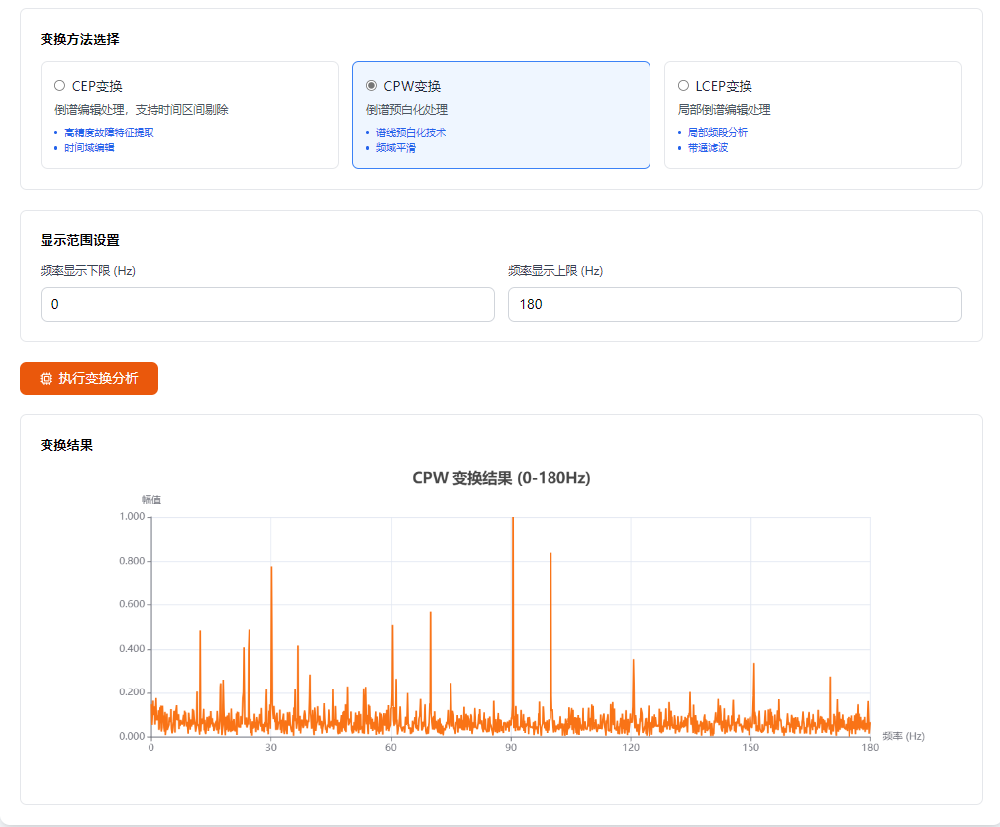 变换方法选择
CEP变换
倒谱编辑处理，支持时间区间剔除
• 高精度故障特征提取
• 时间域编辑
CPW变换
倒谱预白化处理
• 谱线预白化技术
• 频域平滑
LCEP变换
局部倒谱编辑处理
• 局部频段分析
• 带通滤波
显示范围设置
频率显示下限 (Hz)
0
频率显示上限 (Hz)
180
执行变换分析
变换结果
CPW 变换结果 (0-180Hz)
幅值
1.000
0.800
0.600
0.400
0.200
0.000
0 30 60 90 120 150 180
频率 (Hz)